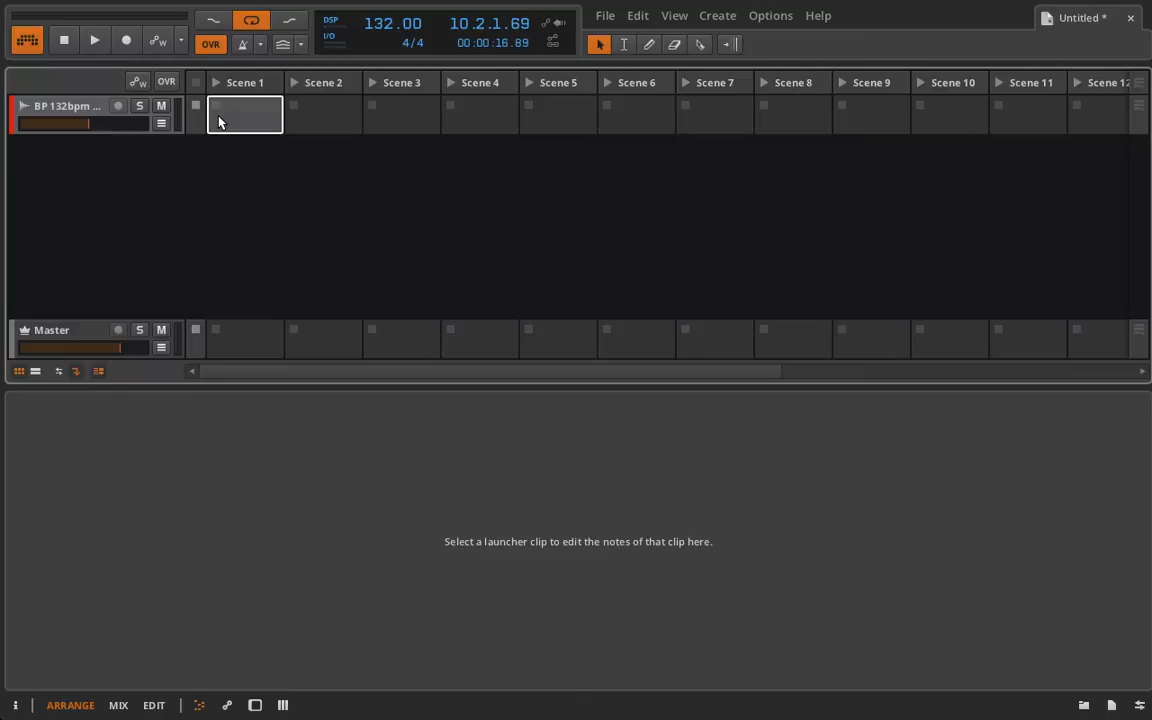 DSP 132.00 10.2.1.69
I/O 4/4 00:00:16.89
OVR
File Edit View Create Options Help
Untitled *
OVR
Scene 1 Scene 2 Scene 3 Scene 4 Scene 5 Scene 6 Scene 7 Scene 8 Scene 9 Scene 10 Scene 11 Scene 12
BP 132bpm ... S M
Master S M
Select a launcher clip to edit the notes of that clip here.
ARRANGE MIX EDIT